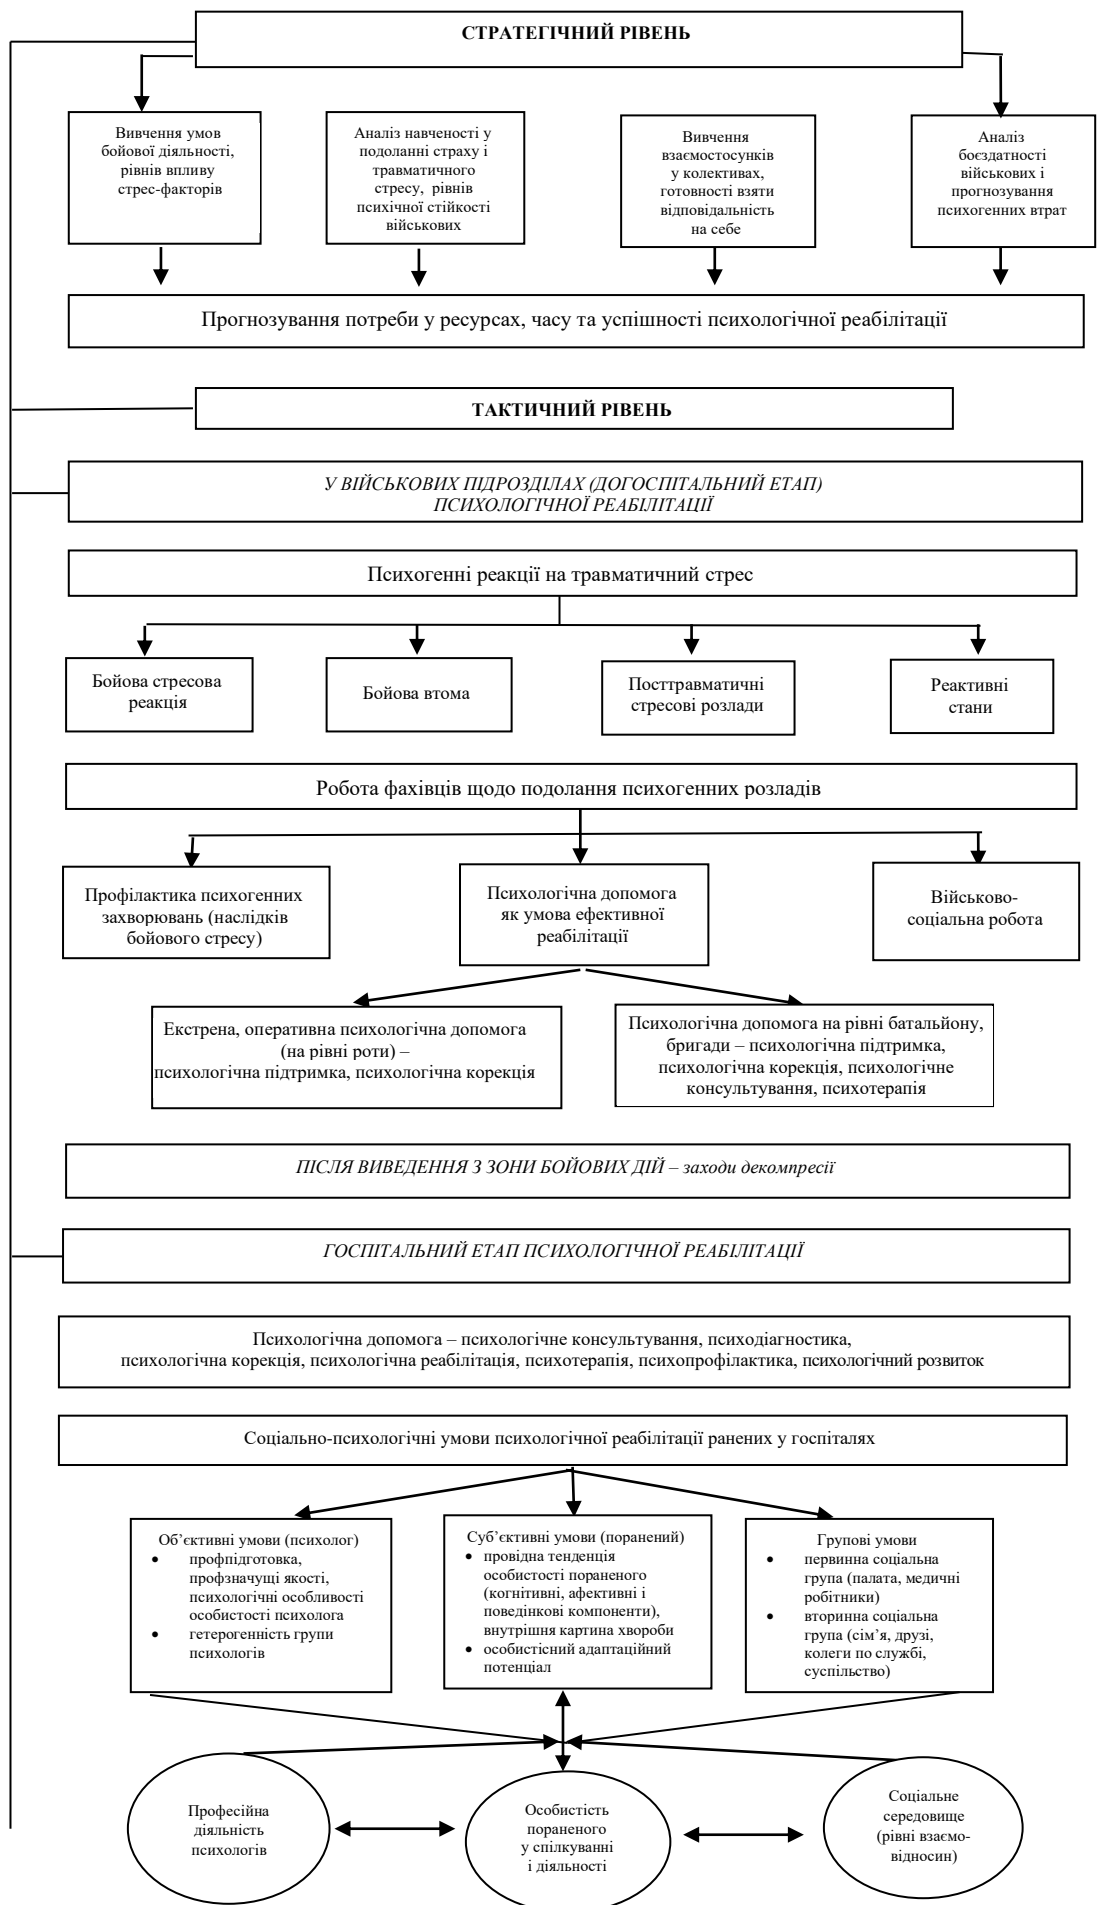 СТРАТЕГІЧНИЙ РІВЕНЬ
Вивчення умов
бойової діяльності,
рівнів впливу
стрес-факторів
Аналіз навченості у
подоланні страху і
травматичного
стресу, рівнів
психічної стійкості
військових
Вивчення
взаємостосунків
у колективах,
готовності взяти
відповідальність
на себе
Аналіз
боєздатності
військових і
прогнозування
психогенних втрат
Прогнозування потреби у ресурсах, часу та успішності психологічної реабілітації
ТАКТИЧНИЙ РІВЕНЬ
У ВІЙСЬКОВИХ ПІДРОЗДІЛАХ (ДОГОСПІТАЛЬНИЙ ЕТАП)
ПСИХОЛОГІЧНОЇ РЕАБІЛІТАЦІЇ
Психогенні реакції на травматичний стрес
Бойова стресова
реакція
Бойова втома
Посттравматичні
стресові розлади
Реактивні
стани
Робота фахівців щодо подолання психогенних розладів
Профілактика психогенних
захворювань (наслідків
бойового стресу)
Психологічна допомога
як умова ефективної
реабілітації
Військово-
соціальна робота
Екстрена, оперативна психологічна допомога
(на рівні роти) –
психологічна підтримка, психологічна корекція
Психологічна допомога на рівні батальйону,
бригади – психологічна підтримка,
психологічна корекція, психологічне
консультування, психотерапія
ПІСЛЯ ВИВЕДЕННЯ З ЗОНИ БОЙОВИХ ДІЙ – заходи декомпресії
ГОСПІТАЛЬНИЙ ЕТАП ПСИХОЛОГІЧНОЇ РЕАБІЛІТАЦІЇ
Психологічна допомога – психологічне консультування, психодіагностика,
психологічна корекція, психологічна реабілітація, психотерапія, психопрофілактика, психологічний розвиток
Соціально-психологічні умови психологічної реабілітації ранених у госпіталях
Об’єктивні умови (психолог)
• профпідготовка,
профзначущі якості,
психологічні особливості
особистості психолога
• гетерогенність групи
психологів
Суб’єктивні умови (поранений)
• провідна тенденція
особистості пораненого
(когнітивні, афективні і
поведінкові компоненти),
внутрішня картина хвороби
• особистісний адаптаційний
потенціал
Групові умови
• первинна соціальна
група (палата, медичні
робітники)
• вторинна соціальна
група (сім’я, друзі,
колеги по службі,
суспільство)
Професійна
діяльність
психологів
Особистість
пораненого
у спілкуванні
і діяльності
Соціальне
середовище
(рівні взаємо-
відносин)